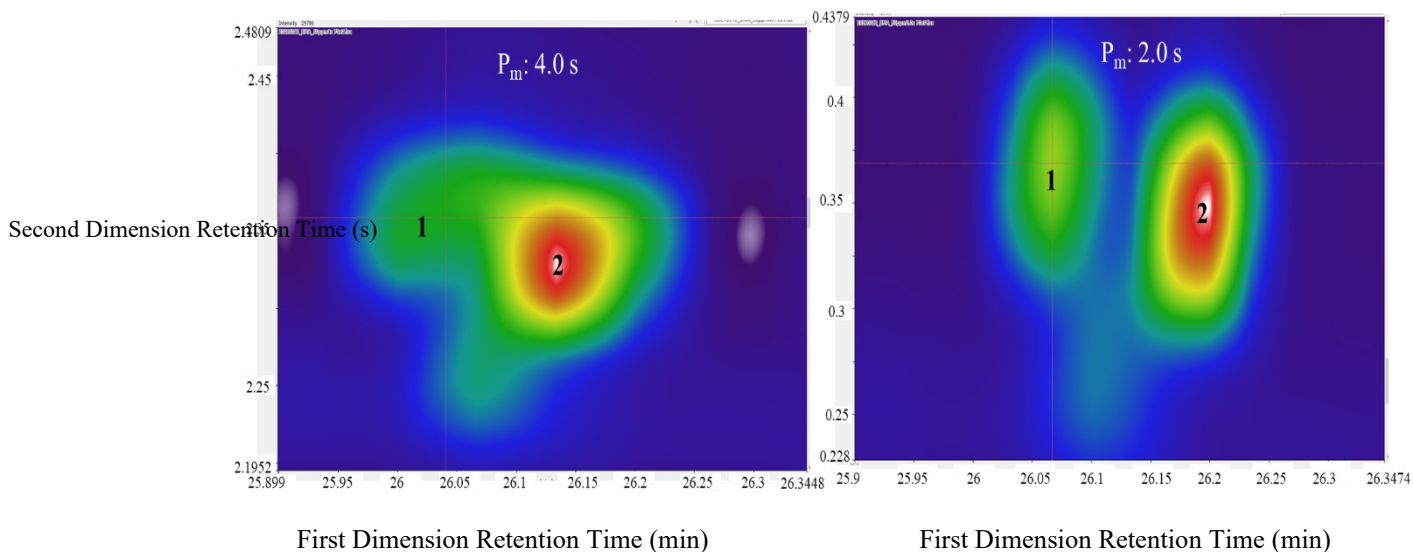 Intensity 29796
2.4809
P_m: 4.0 s
2.45
1
Second Dimension Retention Time (s)
2
2.25
2.1952
25.899 25.95 26 26.05 26.1 26.15 26.2 26.25 26.3 26.3448
First Dimension Retention Time (min)
0.4379
P_m: 2.0 s
0.4
1
0.35
2
0.3
0.25
0.228
25.9 25.95 26 26.05 26.1 26.15 26.2 26.25 26.3 26.3474
First Dimension Retention Time (min)